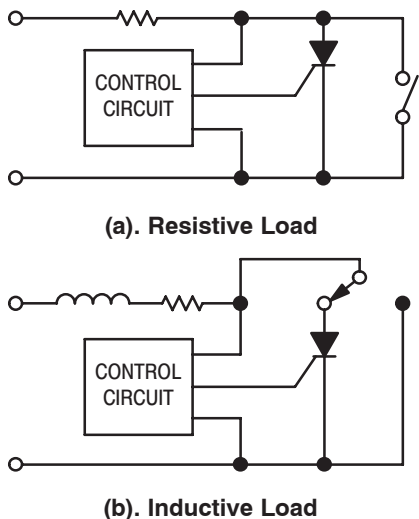 CONTROL
CIRCUIT
(a). Resistive Load
CONTROL
CIRCUIT
(b). Inductive Load